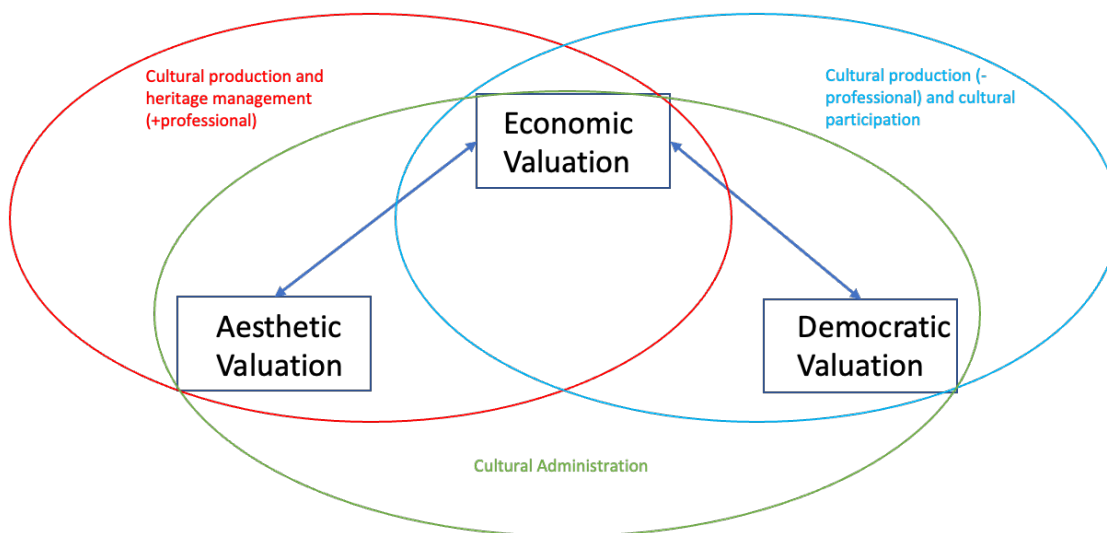 Cultural production and
heritage management
(+professional)
Cultural production (-
professional) and cultural
participation
Economic
Valuation
Aesthetic
Valuation
Democratic
Valuation
Cultural Administration